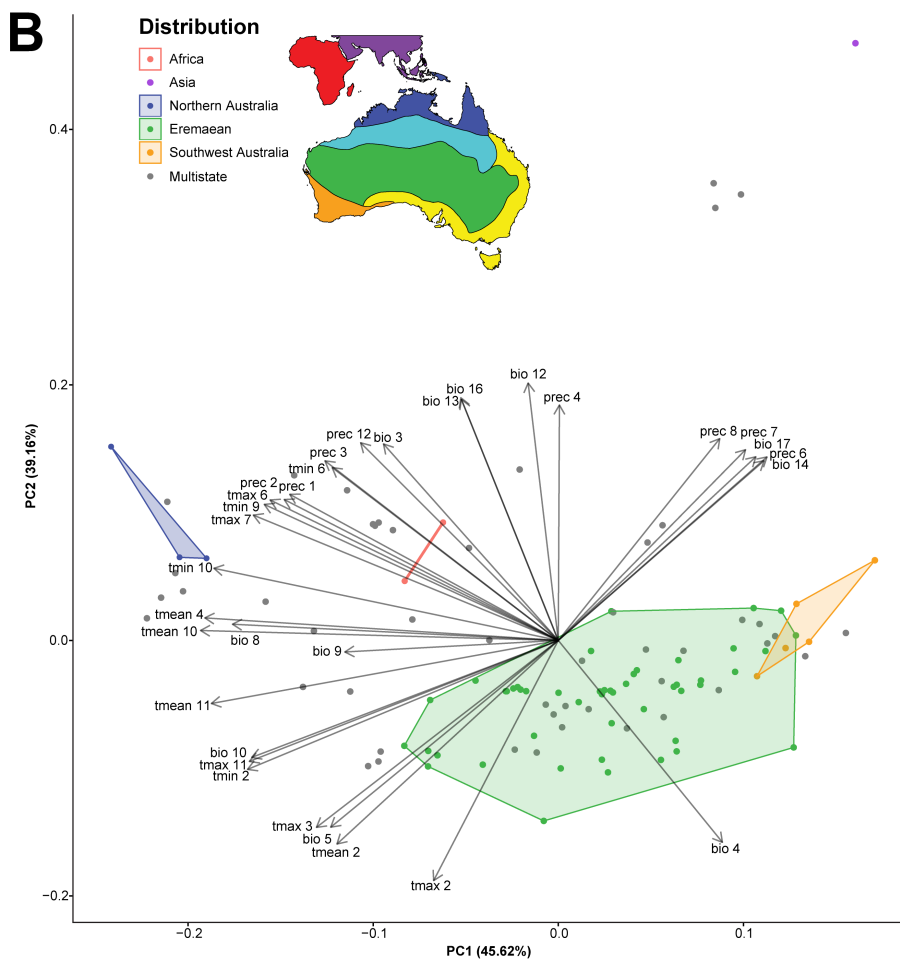 B
Distribution
Africa
Asia
Northern Australia
Eremaean
Southwest Australia
Multistate
0.4
0.2
0.0
−0.2
PC2 (39.16%)
bio 12
bio 16
prec 4
bio 13
prec 12
bio 3
prec 8
prec 7
bio 17
prec 3
prec 6
tmin 6
bio 14
prec 2
prec 1
tmax 6
tmin 9
tmax 7
tmin 10
tmean 4
tmean 10
bio 8
bio 9
tmean 11
bio 10
tmax 11
tmin 2
tmax 3
bio 5
tmean 2
bio 4
tmax 2
−0.2
−0.1
0.0
0.1
PC1 (45.62%)